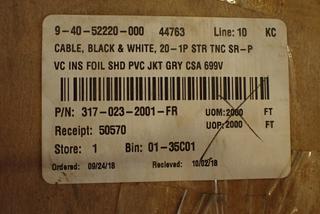 9-40-52220-000 44763 Line: 10 KC
CABLE, BLACK & WHITE, 20-1P STR TNC SR-P
VC INS FOIL SHD PVC JKT GRY CSA 699V
P/N: 317-023-2001-FR UOM: 2000 FT
Receipt: 50570 UOP: 2000 FT
Store: 1 Bin: 01-35C01
Ordered: 09/24/18 Recieved: 10/02/18